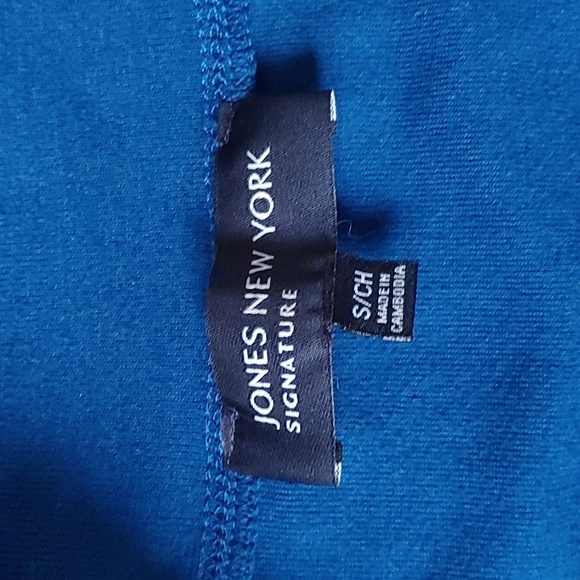 JONES NEW YORK
SIGNATURE
S/CH
MADE IN
CAMBODIA